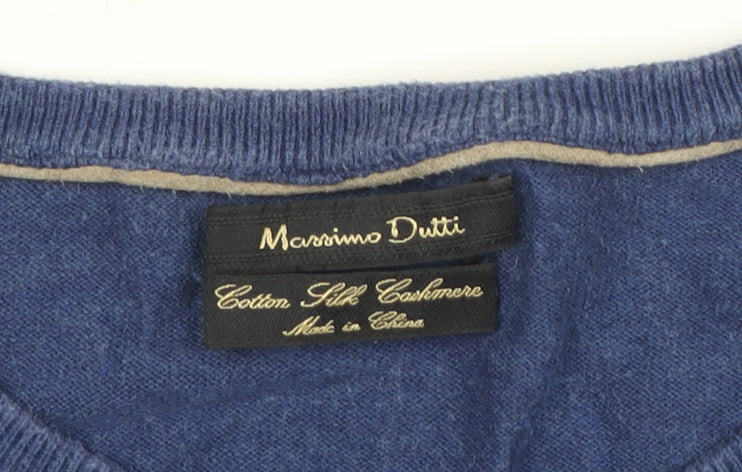 Massimo Dutti
Cotton Silk Cashmere
Made in China